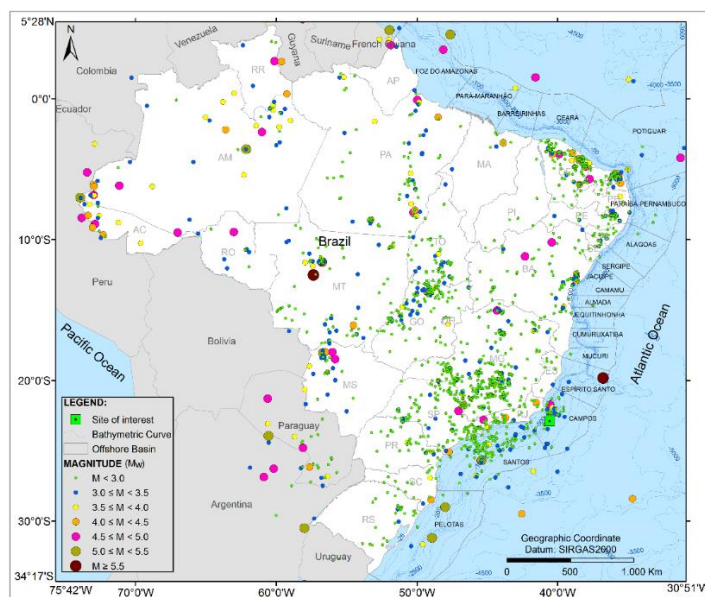 5°28'N
0°0'
10°0'S
20°0'S
30°0'S
34°17'S
75°42'W
70°0'W
60°0'W
50°0'W
40°0'W
30°51'W
N
Venezuela
Guyana
Suriname
French Guiana
Colombia
Ecuador
Peru
Bolivia
Paraguay
Argentina
Uruguay
Brazil
Pacific Ocean
Atlantic Ocean
RR
AP
AM
PA
MA
PI
AC
RO
TO
MT
BA
GO
MS
MG
ES
SP
RJ
PR
SC
RS
FOZ DO AMAZONAS
PARÁ-MARANHÃO
BARREIRINHAS
CEARÁ
POTIGUAR
PARAÍBA-PERNAMBUCO
ALAGOAS
SERGIPE
JACUÍPE
CAMAMU
ALMADA
JEQUITINHONHA
CUMURUXATIBA
MUCURI
ESPÍRITO SANTO
CAMPOS
SANTOS
PELOTAS
LEGEND:
Site of interest
Bathymetric Curve
Offshore Basin
MAGNITUDE (Mw)
M < 3.0
3.0 ≤ M < 3.5
3.5 ≤ M < 4.0
4.0 ≤ M < 4.5
4.5 ≤ M < 5.0
5.0 ≤ M < 5.5
M ≥ 5.5
Geographic Coordinate
Datum: SIRGAS2000
0 500 1.000 Km